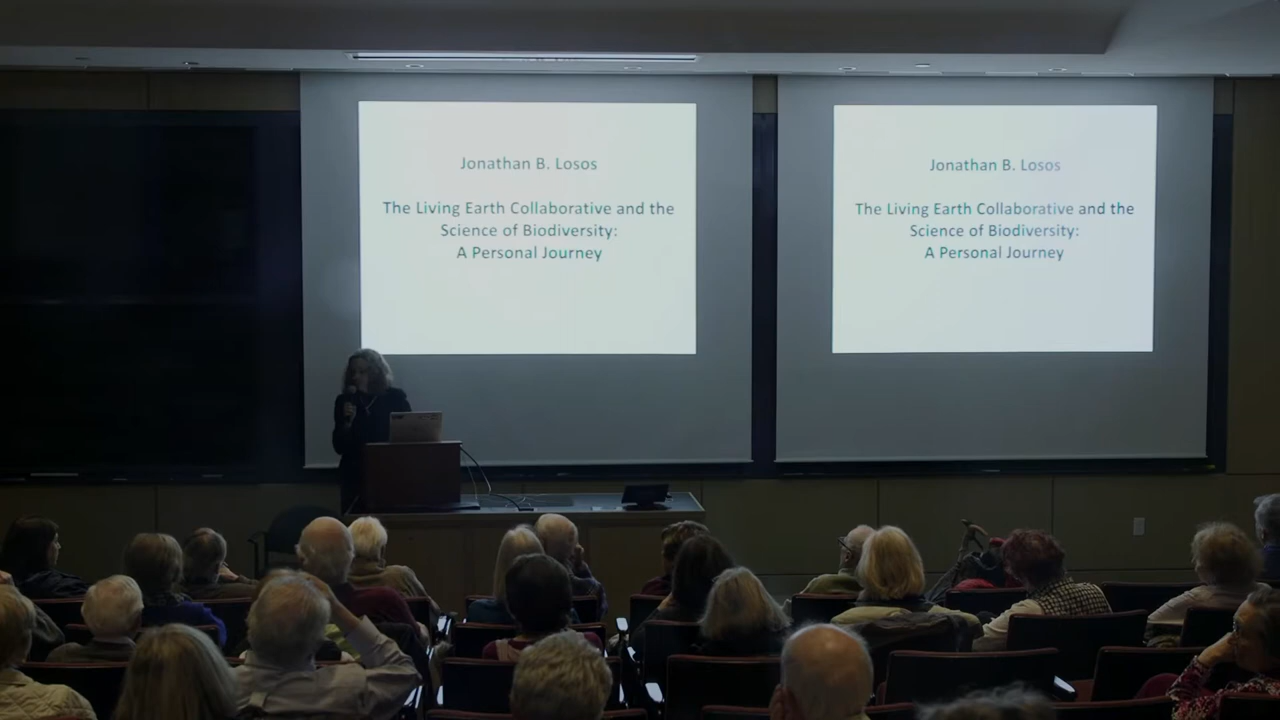 Jonathan B. Losos
The Living Earth Collaborative and the
Science of Biodiversity:
A Personal Journey
Jonathan B. Losos
The Living Earth Collaborative and the
Science of Biodiversity:
A Personal Journey